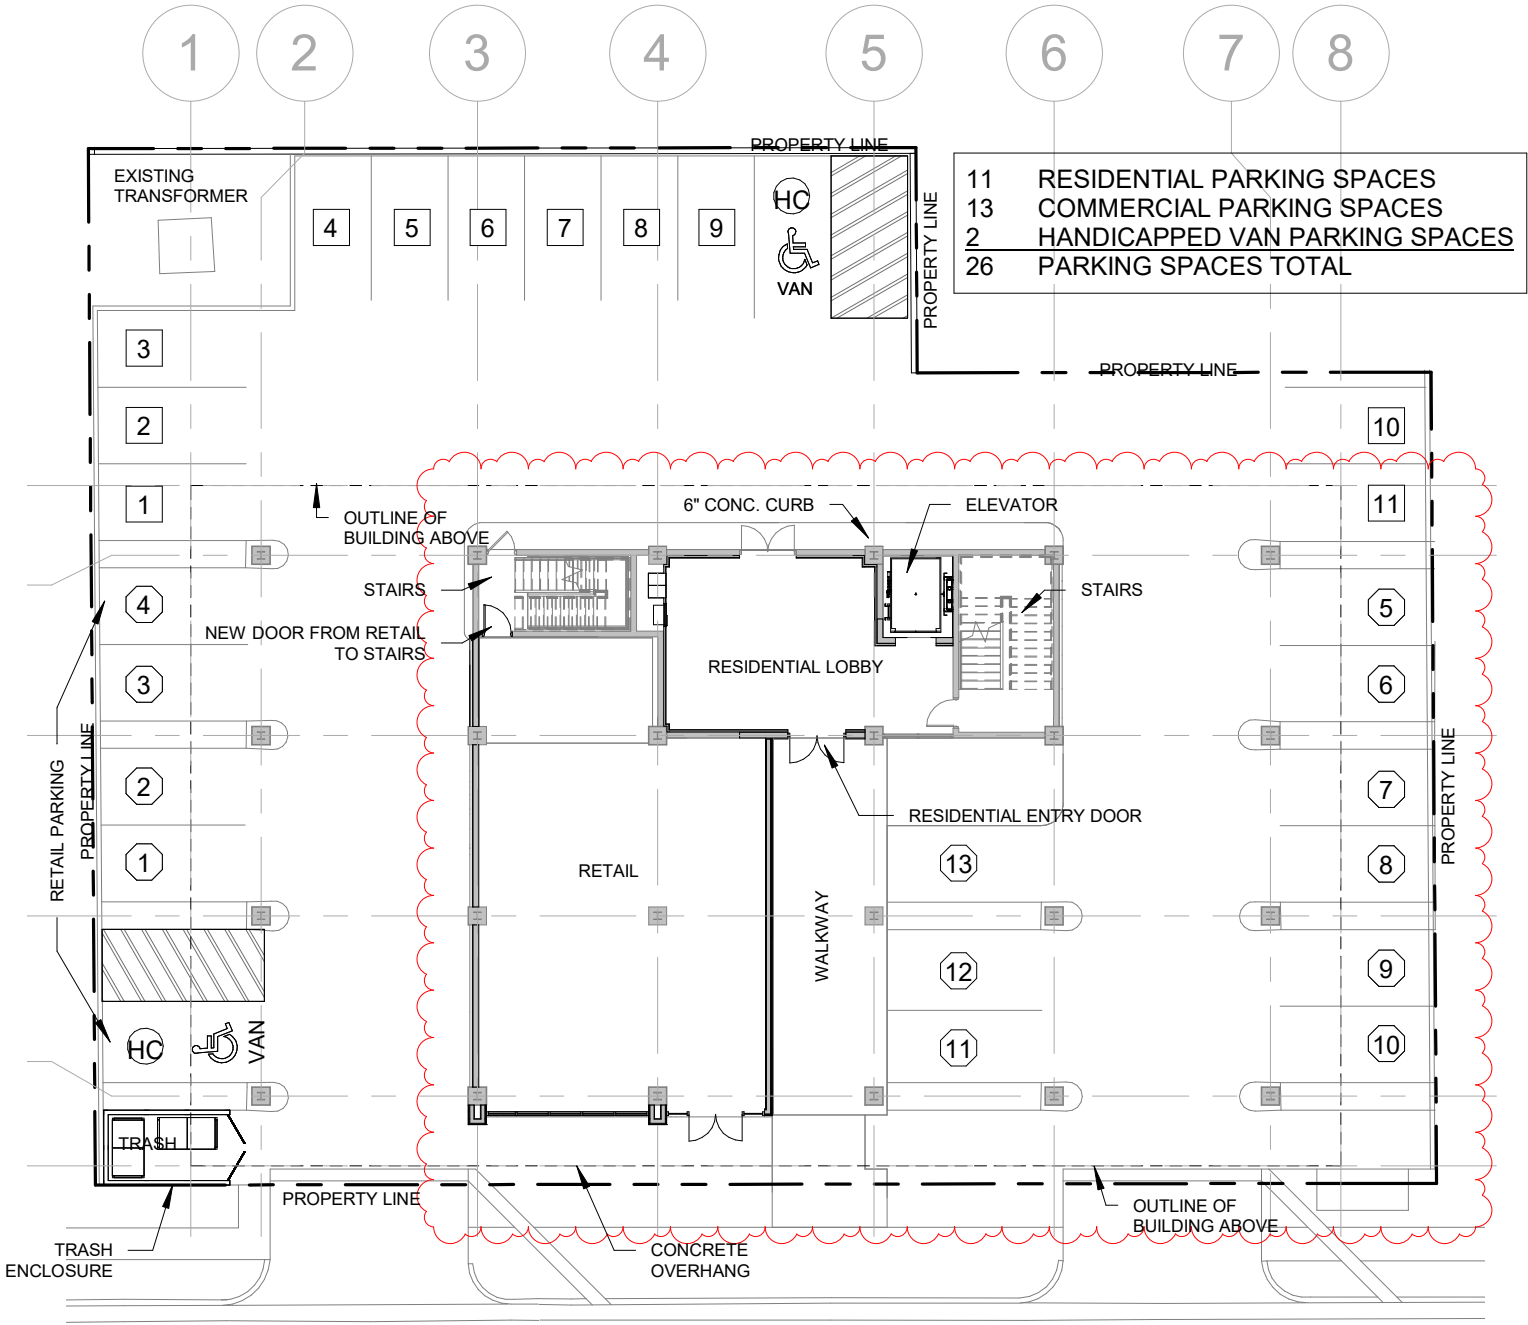 1 2 3 4 5 6 7 8
PROPERTY LINE
EXISTING
TRANSFORMER
4 5 6 7 8 9
HC
VAN
PROPERTY LINE
11 RESIDENTIAL PARKING SPACES
13 COMMERCIAL PARKING SPACES
2 HANDICAPPED VAN PARKING SPACES
26 PARKING SPACES TOTAL
3
PROPERTY LINE
2
10
1
OUTLINE OF
BUILDING ABOVE
6" CONC. CURB
ELEVATOR
11
STAIRS
STAIRS
4
5
NEW DOOR FROM RETAIL
TO STAIRS
RESIDENTIAL LOBBY
3
6
RETAIL PARKING
PROPERTY LINE
2
7
PROPERTY LINE
RESIDENTIAL ENTRY DOOR
1
RETAIL
13
8
WALKWAY
12
9
HC
VAN
11
10
TRASH
PROPERTY LINE
OUTLINE OF
BUILDING ABOVE
TRASH
ENCLOSURE
CONCRETE
OVERHANG